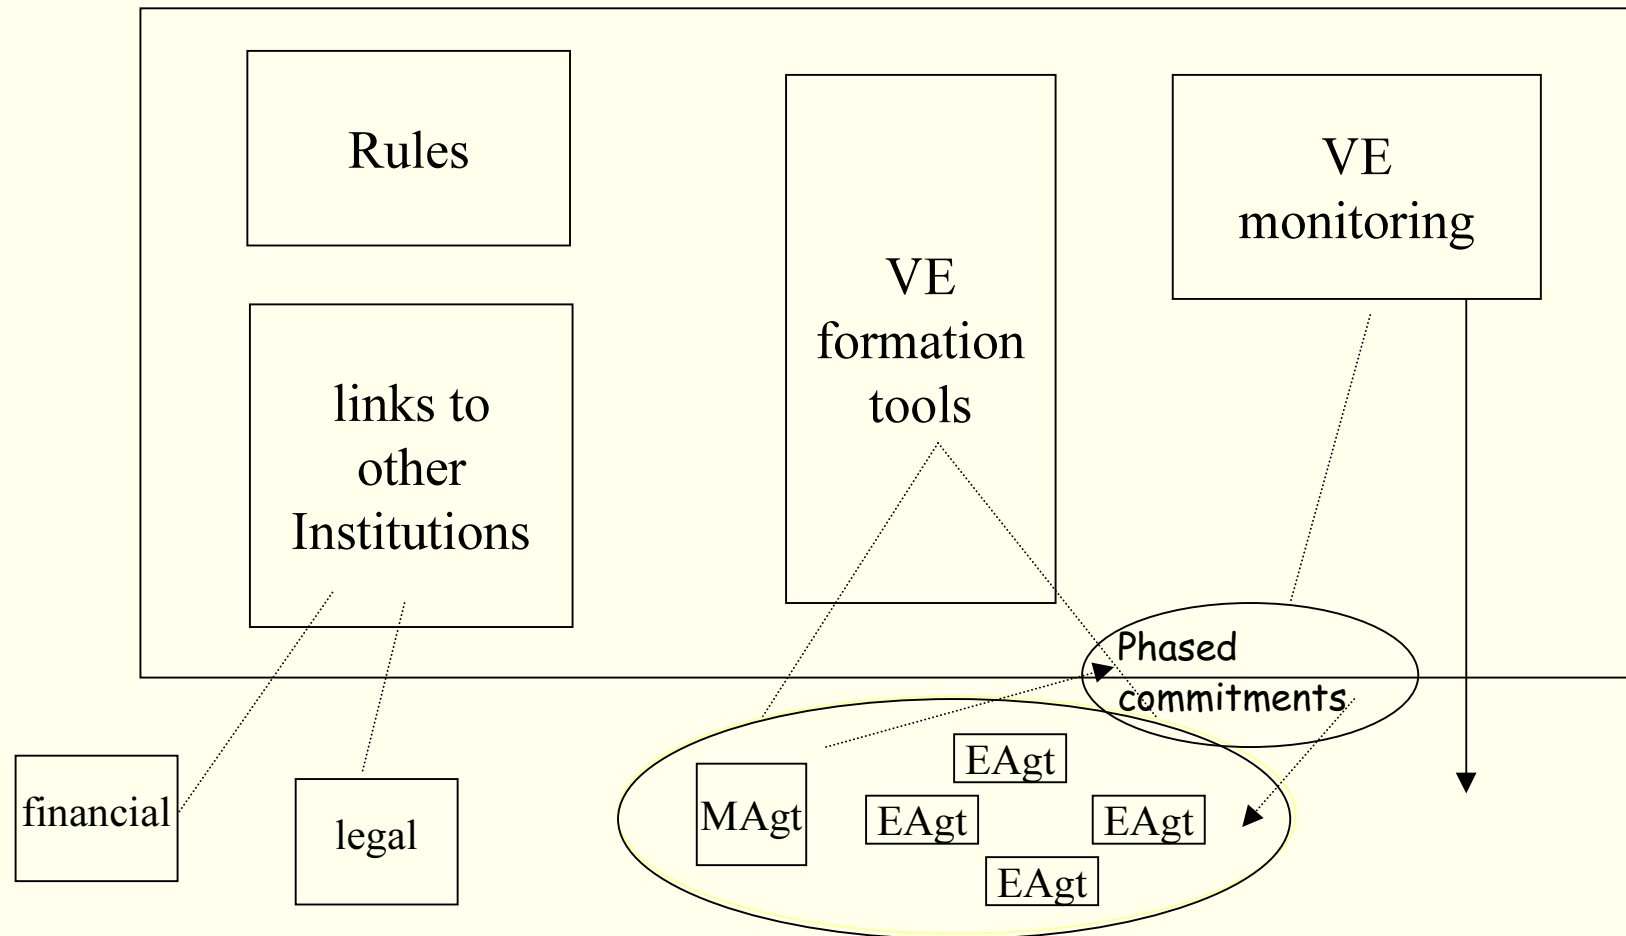 Rules
links to
other
Institutions
VE
formation
tools
VE
monitoring
Phased
commitments
financial
legal
MAgt
EAgt
EAgt
EAgt
EAgt